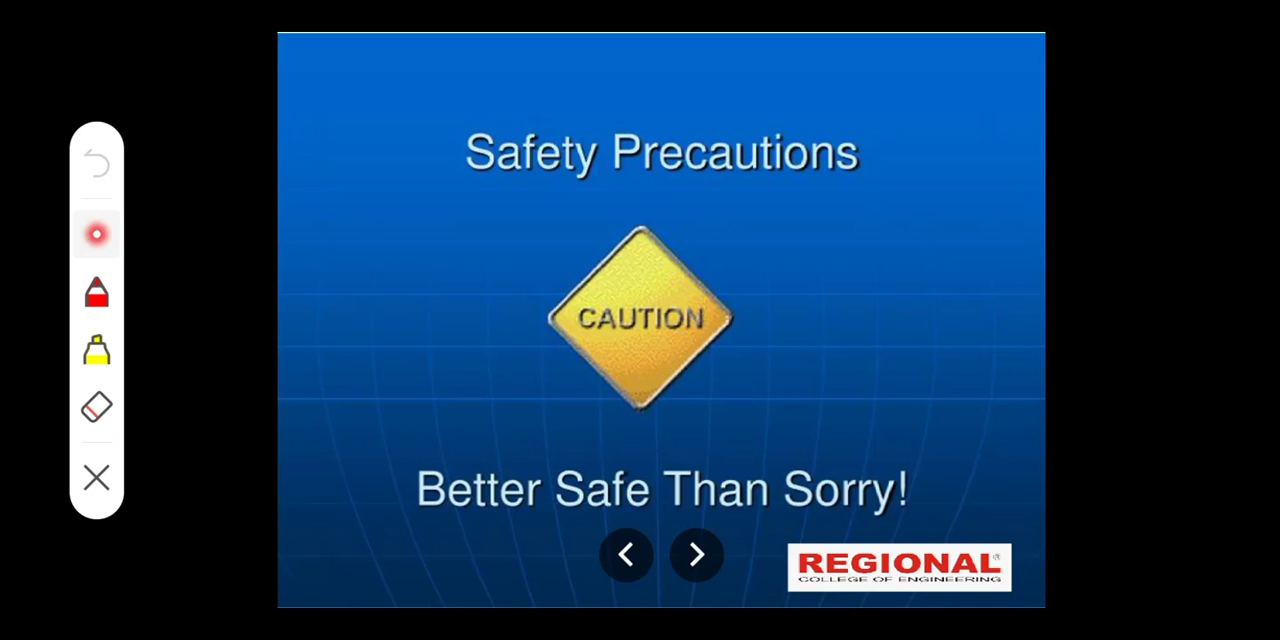 Safety Precautions
CAUTION
Better Safe Than Sorry!
REGIONAL®
COLLEGE OF ENGINEERING